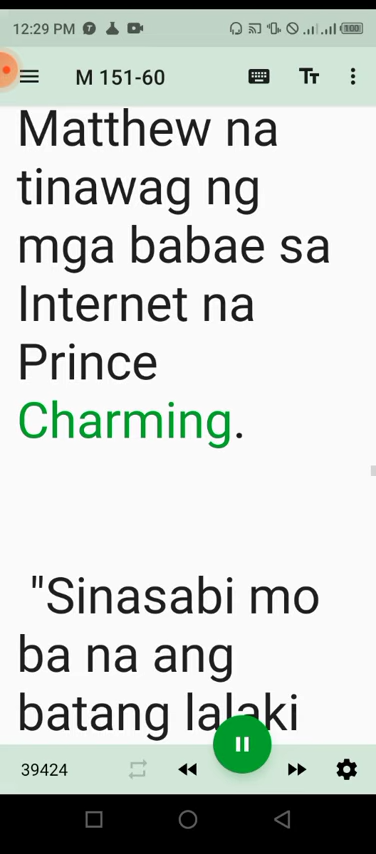 12:29 PM
100
M 151-60
Matthew na
tinawag ng
mga babae sa
Internet na
Prince
Charming.
"Sinasabi mo
ba na ang
batang lalaki
39424